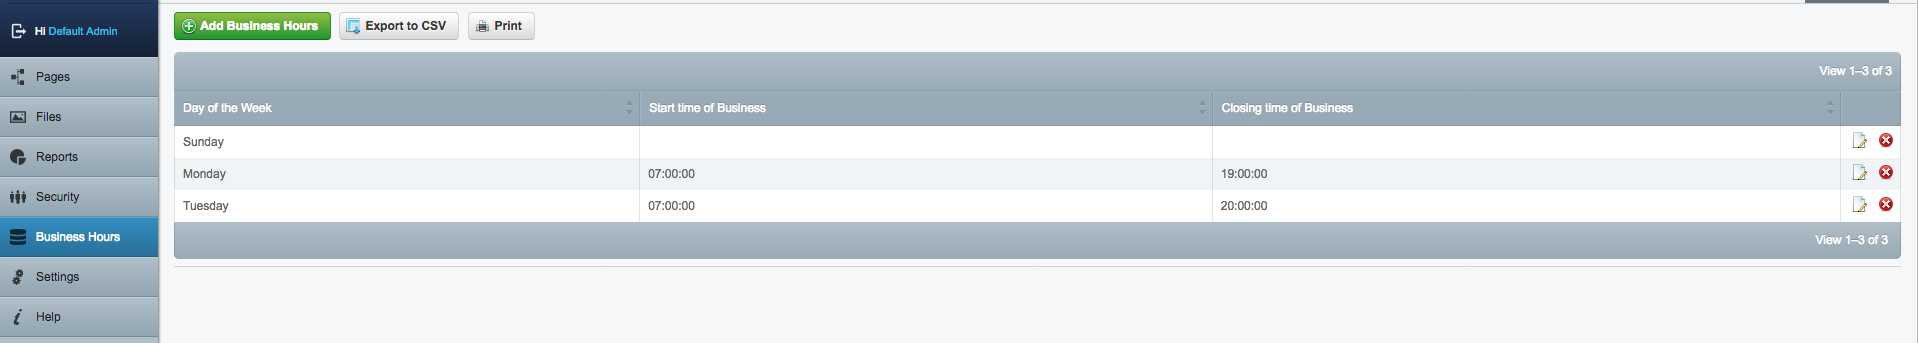 Hi Default Admin
Pages
Files
Reports
Security
Business Hours
Settings
Help
Add Business Hours
Export to CSV
Print
View 1–3 of 3
Day of the Week Start time of Business Closing time of Business
Sunday
Monday 07:00:00 19:00:00
Tuesday 07:00:00 20:00:00
View 1–3 of 3